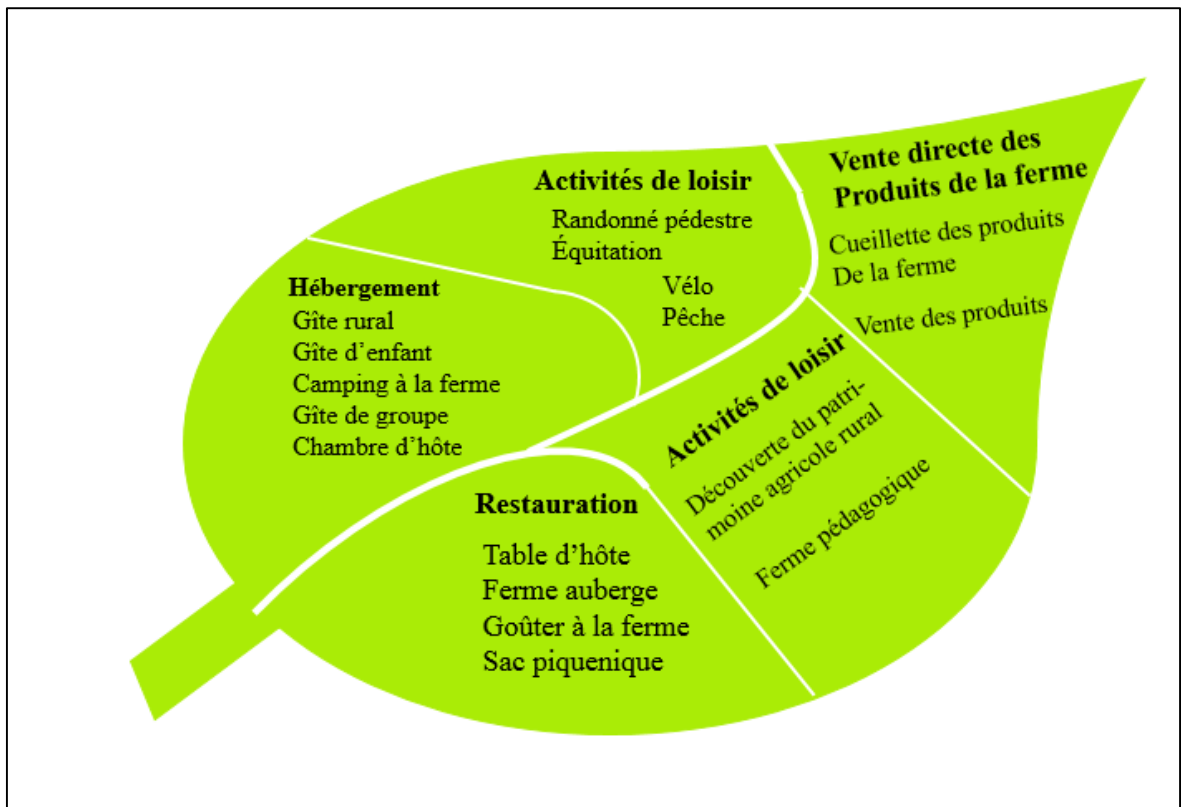 Activités de loisir
Randonné pédestre
Équitation
Vélo
Pêche
Vente directe des
Produits de la ferme
Cueillette des produits
De la ferme
Vente des produits
Hébergement
Gîte rural
Gîte d’enfant
Camping à la ferme
Gîte de groupe
Chambre d’hôte
Activités de loisir
Découverte du patri-
moine agricole rural
Ferme pédagogique
Restauration
Table d’hôte
Ferme auberge
Goûter à la ferme
Sac piquenique